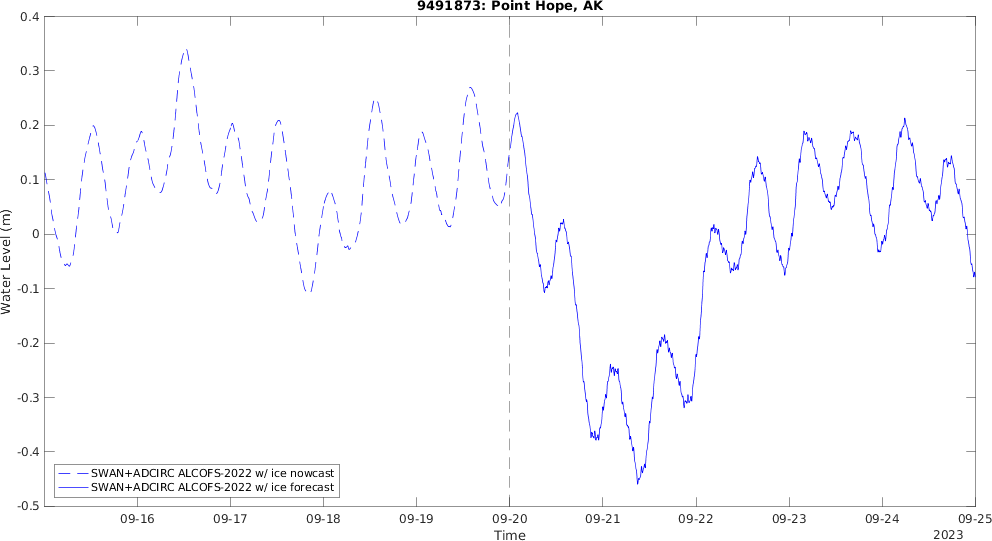 9491873: Point Hope, AK
0.4
0.3
0.2
0.1
0
-0.1
-0.2
-0.3
-0.4
-0.5
Water Level (m)
SWAN+ADCIRC ALCOFS-2022 w/ ice nowcast
SWAN+ADCIRC ALCOFS-2022 w/ ice forecast
09-16 09-17 09-18 09-19 09-20 09-21 09-22 09-23 09-24 09-25
Time
2023